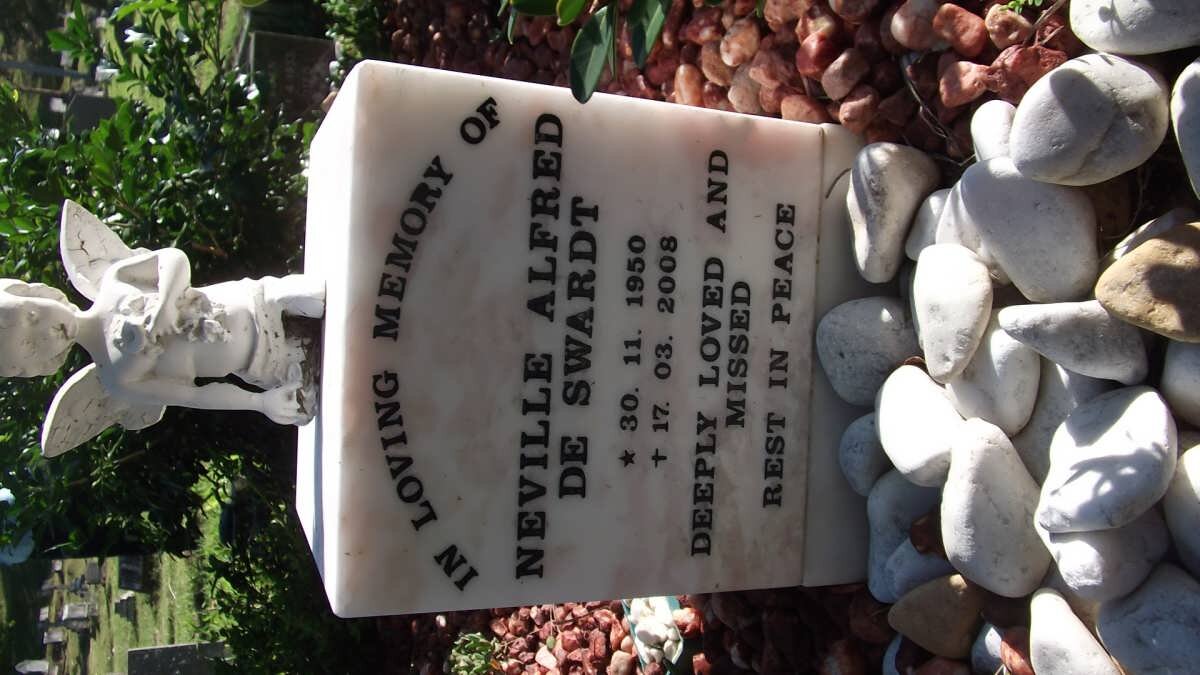 IN LOVING MEMORY OF
NEVILLE ALFRED
DE SWARDT
★ 30. 11. 1950
✝ 17. 03. 2008
DEEPLY LOVED AND
MISSED
REST IN PEACE